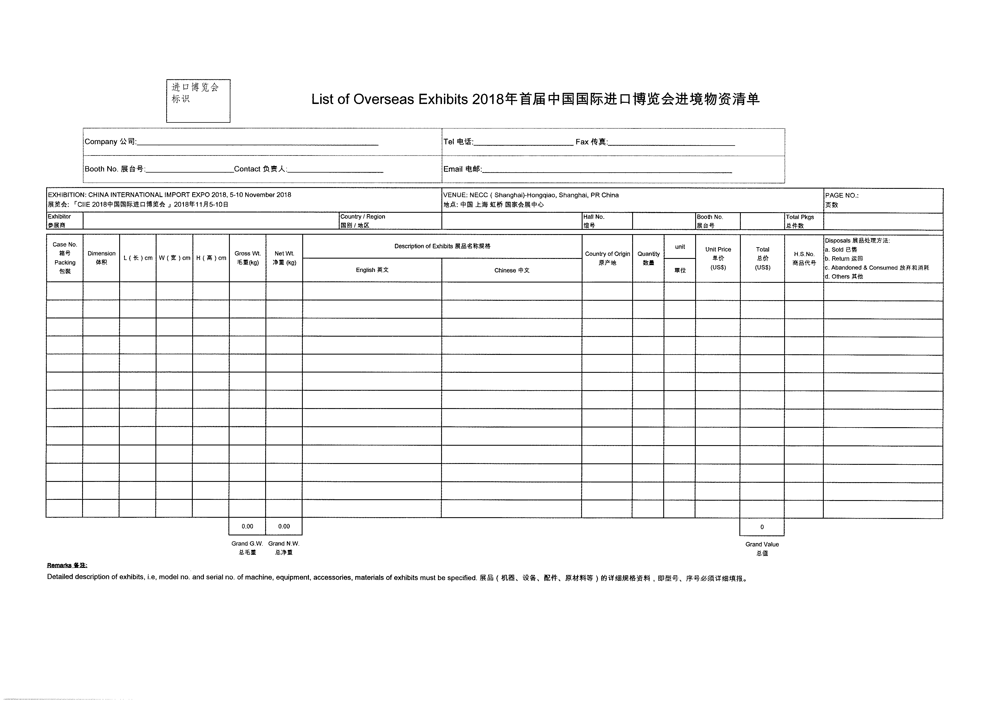 进口博览会
标识
List of Overseas Exhibits 2018年首届中国国际进口博览会进境物资清单
Company 公司:
Tel 电话: Fax 传真:
Booth No. 展台号: Contact 负责人:
Email 电邮:
EXHIBITION: CHINA INTERNATIONAL IMPORT EXPO 2018, 5-10 November 2018
展览会:「CIIE 2018中国国际进口博览会 」2018年11月5-10日
VENUE: NECC ( Shanghai)-Hongqiao, Shanghai, PR China
地点: 中国 上海 虹桥 国家会展中心
PAGE NO.:
页数
Exhibitor
参展商
Country / Region
国别 / 地区
Hall No.
馆号
Booth No.
展台号
Total Pkgs
总件数
Case No.
箱号
Packing
包裝
Dimension
体积
L ( 长 ) cm
W ( 宽 ) cm
H ( 高 ) cm
Gross Wt.
毛重(kg)
Net Wt.
净重 (kg)
Description of Exhibits 展品名称规格
English 英文
Chinese 中文
Country of Origin
原产地
Quantity
数量
unit
單位
Unit Price
单价
(US$)
Total
总价
(US$)
H.S.No.
商品代号
Disposals 展品处理方法:
a. Sold 已售
b. Return 运回
c. Abandoned & Consumed 放弃和消耗
d. Others 其他
0.00
0.00
0
Grand G.W.
总毛重
Grand N.W.
总净重
Grand Value
总值
Remarks 备注:
Detailed description of exhibits, i.e, model no. and serial no. of machine, equipment, accessories, materials of exhibits must be specified. 展品 ( 机器、设备、配件、原材料等 ) 的详细规格资料 , 即型号、序号必须详细填报。